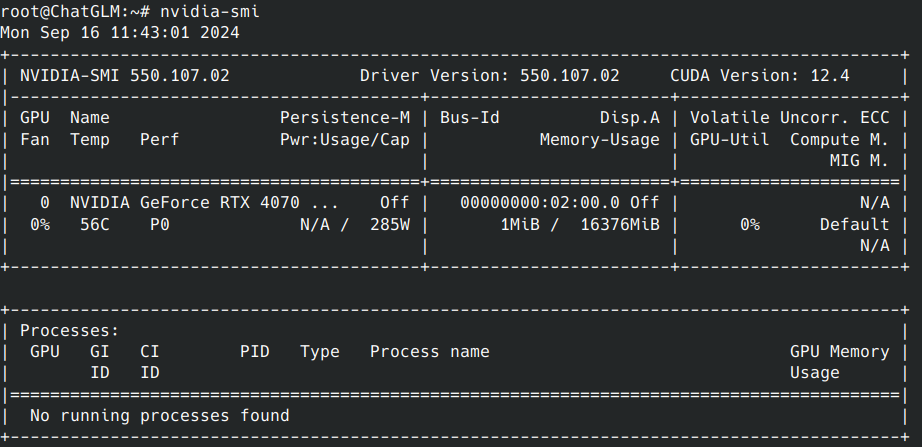 root@ChatGLM:~# nvidia-smi
Mon Sep 16 11:43:01 2024
+-----------------------------------------------------------------------------------------+
| NVIDIA-SMI 550.107.02             Driver Version: 550.107.02     CUDA Version: 12.4     |
|-----------------------------------------+------------------------+----------------------+
| GPU  Name                 Persistence-M | Bus-Id          Disp.A | Volatile Uncorr. ECC |
| Fan  Temp   Perf          Pwr:Usage/Cap |           Memory-Usage | GPU-Util  Compute M. |
|                                         |                        |               MIG M. |
|=========================================+========================+======================|
|   0  NVIDIA GeForce RTX 4070 ...    Off |   00000000:02:00.0 Off |                  N/A |
|  0%   56C    P0             N/A /  285W |       1MiB /  16376MiB |      0%      Default |
|                                         |                        |                  N/A |
+-----------------------------------------+------------------------+----------------------+
+-----------------------------------------------------------------------------------------+
| Processes:                                                                              |
|  GPU   GI   CI        PID   Type   Process name                              GPU Memory |
|        ID   ID                                                               Usage      |
|=========================================================================================|
|  No running processes found                                                             |
+-----------------------------------------------------------------------------------------+